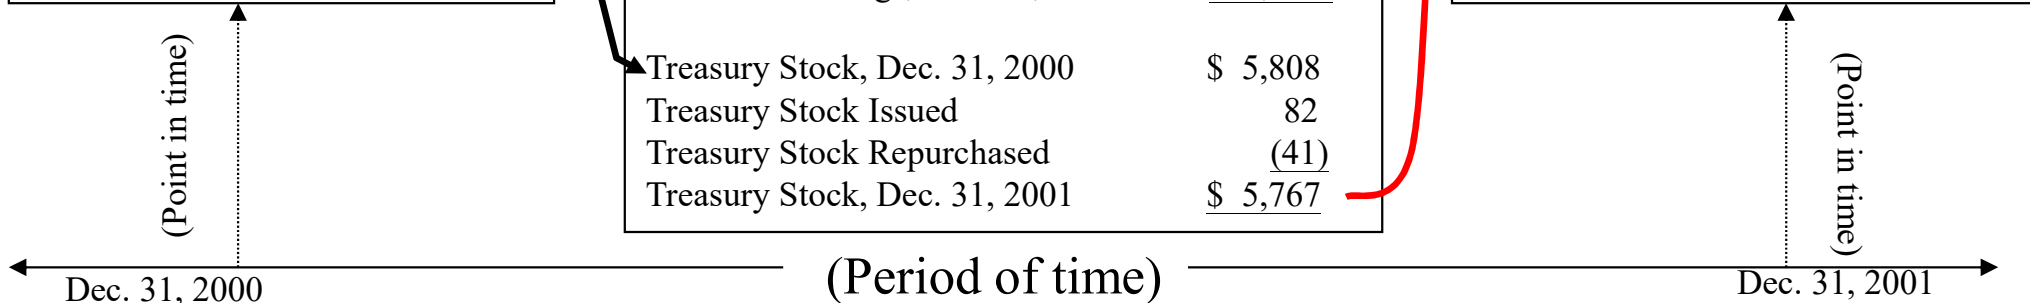 (Point in time)
Treasury Stock, Dec. 31, 2000 $ 5,808
Treasury Stock Issued 82
Treasury Stock Repurchased (41)
Treasury Stock, Dec. 31, 2001 $ 5,767
(Point in time)
(Period of time)
Dec. 31, 2000
Dec. 31, 2001